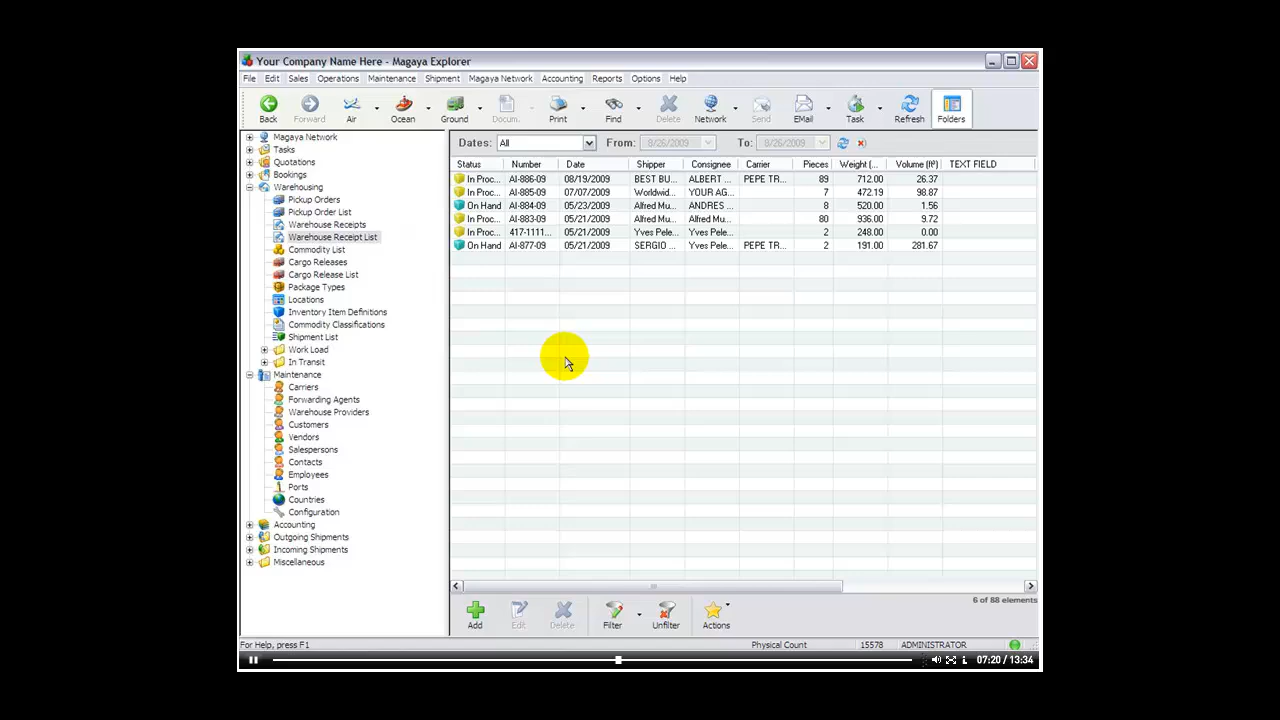 Your Company Name Here - Magaya Explorer
File Edit Sales Operations Maintenance Shipment Magaya Network Accounting Reports Options Help
Back Forward Air Ocean Ground Docum. Print Find Delete Network Send EMail Task Refresh Folders
Magaya Network
Tasks
Quotations
Bookings
Warehousing
Pickup Orders
Pickup Order List
Warehouse Receipts
Warehouse Receipt List
Commodity List
Cargo Releases
Cargo Release List
Package Types
Locations
Inventory Item Definitions
Commodity Classifications
Shipment List
Work Load
In Transit
Maintenance
Carriers
Forwarding Agents
Warehouse Providers
Customers
Vendors
Salespersons
Contacts
Employees
Ports
Countries
Configuration
Accounting
Outgoing Shipments
Incoming Shipments
Miscellaneous
Dates: All From: 8/26/2009 To: 8/26/2009
Status Number Date Shipper Consignee Carrier Pieces Weight (... Volume (ft³) TEXT FIELD
In Proc... AI-886-09 08/19/2009 BEST BU... ALBERT ... PEPE TR... 89 712.00 26.37
In Proc... AI-885-09 07/07/2009 Worldwid... YOUR AG... 7 472.19 98.87
On Hand AI-884-09 05/23/2009 Alfred Mu... ANDRES ... 8 520.00 1.56
In Proc... AI-883-09 05/21/2009 Alfred Mu... Yves Pele... 80 936.00 9.72
In Proc... 417-1111... 05/21/2009 Yves Pele... Yves Pele... 2 248.00 0.00
On Hand AI-877-09 05/21/2009 SERGIO ... Yves Pele... PEPE TR... 2 191.00 281.67
6 of 88 elements
Add Edit Delete Filter Unfilter Actions
For Help, press F1 Physical Count 15578 ADMINISTRATOR
07:20 / 13:34